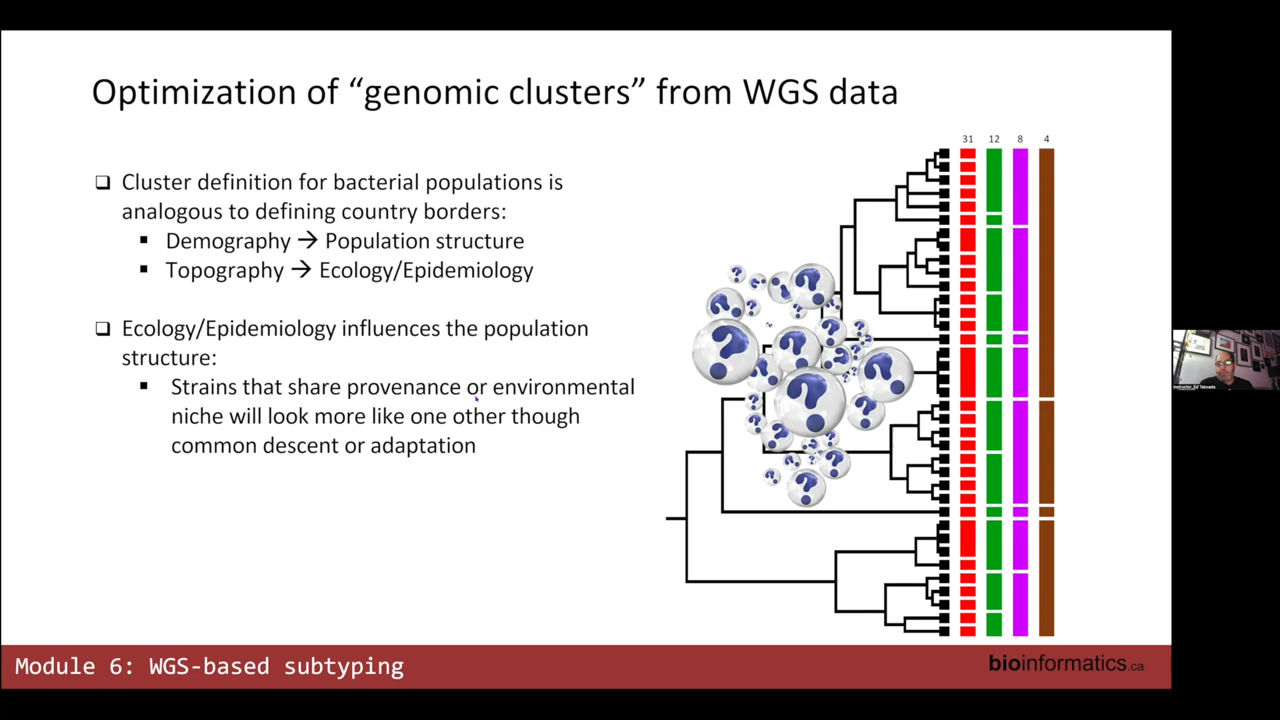 Optimization of “genomic clusters” from WGS data
❑ Cluster definition for bacterial populations is
analogous to defining country borders:
▪ Demography → Population structure
▪ Topography → Ecology/Epidemiology
❑ Ecology/Epidemiology influences the population
structure:
▪ Strains that share provenance or environmental
niche will look more like one other though
common descent or adaptation
31 12 8 4
Instructor_Ed Taboada
Module 6: WGS-based subtyping
bioinformatics.ca